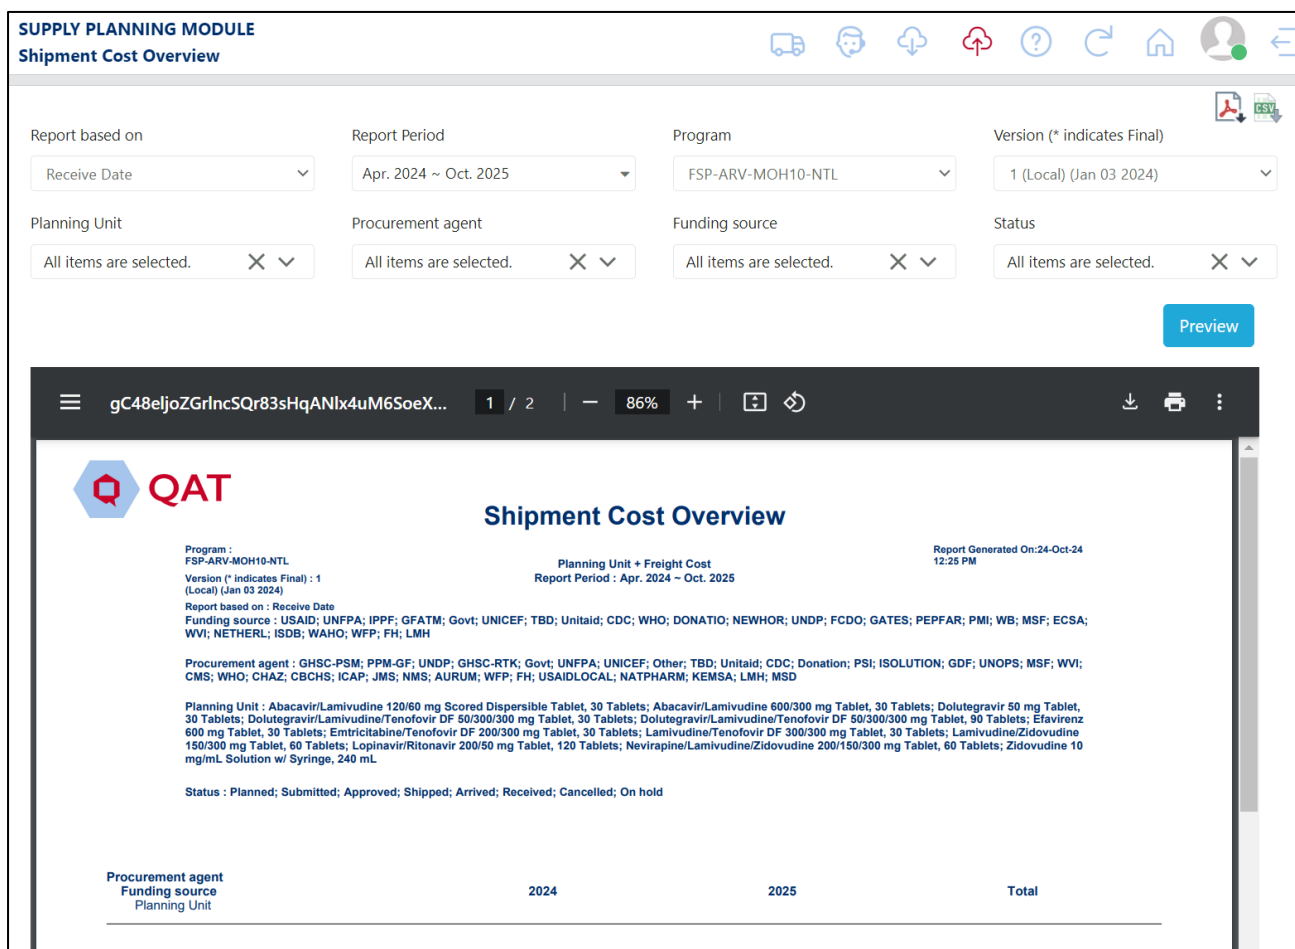 SUPPLY PLANNING MODULE
Shipment Cost Overview
CSV
Report based on
Report Period
Program
Version (* indicates Final)
Receive Date
Apr. 2024 ~ Oct. 2025
FSP-ARV-MOH10-NTL
1 (Local) (Jan 03 2024)
Planning Unit
Procurement agent
Funding source
Status
All items are selected.
All items are selected.
All items are selected.
All items are selected.
Preview
gC48eljoZGrlncSQr83sHqANlx4uM6SoeX...
1 / 2
86%
QAT
Shipment Cost Overview
Program :
FSP-ARV-MOH10-NTL
Version (* indicates Final) : 1
(Local) (Jan 03 2024)
Report based on : Receive Date
Planning Unit + Freight Cost
Report Period : Apr. 2024 ~ Oct. 2025
Report Generated On:24-Oct-24
12:25 PM
Funding source : USAID; UNFPA; IPPF; GFATM; Govt; UNICEF; TBD; Unitaid; CDC; WHO; DONATIO; NEWHOR; UNDP; FCDO; GATES; PEPFAR; PMI; WB; MSF; ECSA;
WVI; NETHERL; ISDB; WAHO; WFP; FH; LMH
Procurement agent : GHSC-PSM; PPM-GF; UNDP; GHSC-RTK; Govt; UNFPA; UNICEF; Other; TBD; Unitaid; CDC; Donation; PSI; ISOLUTION; GDF; UNOPS; MSF; WVI;
CMS; WHO; CHAZ; CBCHS; ICAP; JMS; NMS; AURUM; WFP; FH; USAIDLOCAL; NATPHARM; KEMSA; LMH; MSD
Planning Unit : Abacavir/Lamivudine 120/60 mg Scored Dispersible Tablet, 30 Tablets; Abacavir/Lamivudine 600/300 mg Tablet, 30 Tablets; Dolutegravir 50 mg Tablet,
30 Tablets; Dolutegravir/Lamivudine/Tenofovir DF 50/300/300 mg Tablet, 30 Tablets; Dolutegravir/Lamivudine/Tenofovir DF 50/300/300 mg Tablet, 90 Tablets; Efavirenz
600 mg Tablet, 30 Tablets; Emtricitabine/Tenofovir DF 200/300 mg Tablet, 30 Tablets; Lamivudine/Tenofovir DF 300/300 mg Tablet, 30 Tablets; Lamivudine/Zidovudine
150/300 mg Tablet, 60 Tablets; Lopinavir/Ritonavir 200/50 mg Tablet, 120 Tablets; Nevirapine/Lamivudine/Zidovudine 200/150/300 mg Tablet, 60 Tablets; Zidovudine 10
mg/mL Solution w/ Syringe, 240 mL
Status : Planned; Submitted; Approved; Shipped; Arrived; Received; Cancelled; On hold
Procurement agent
Funding source
Planning Unit
2024
2025
Total